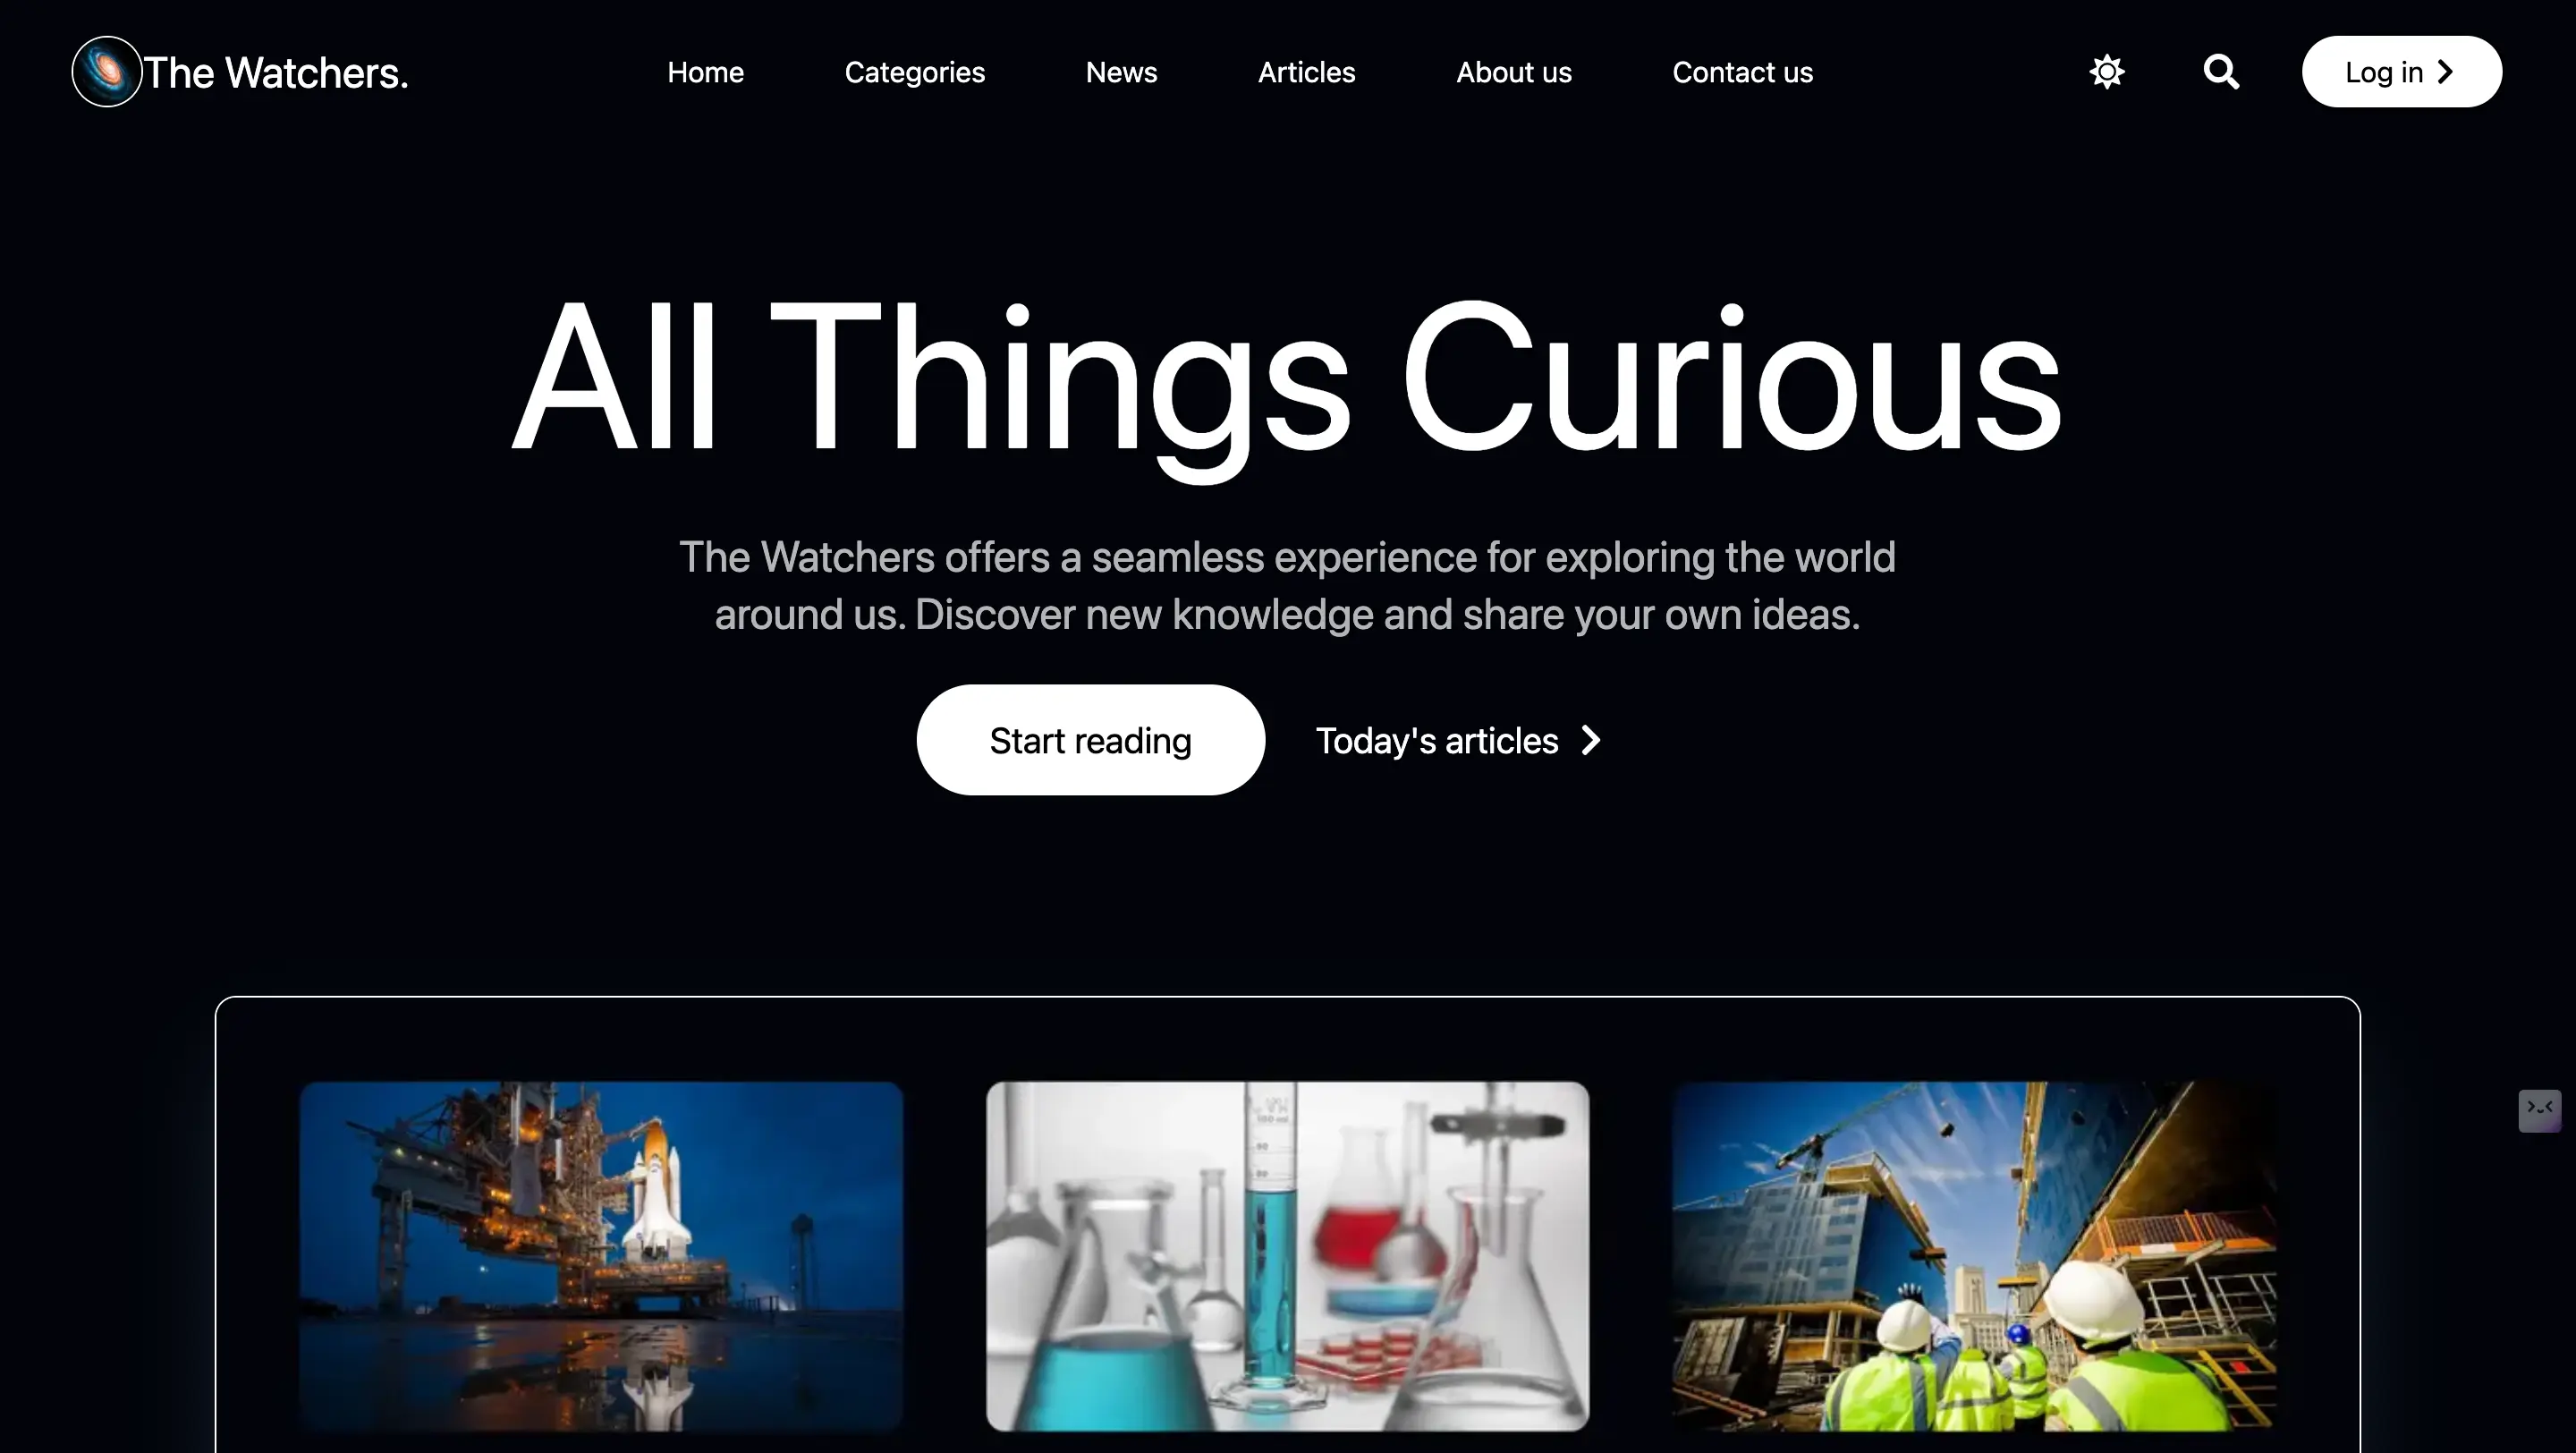 The Watchers.
Home
Categories
News
Articles
About us
Contact us
Log in
All Things Curious
The Watchers offers a seamless experience for exploring the world
around us. Discover new knowledge and share your own ideas.
Start reading
Today's articles